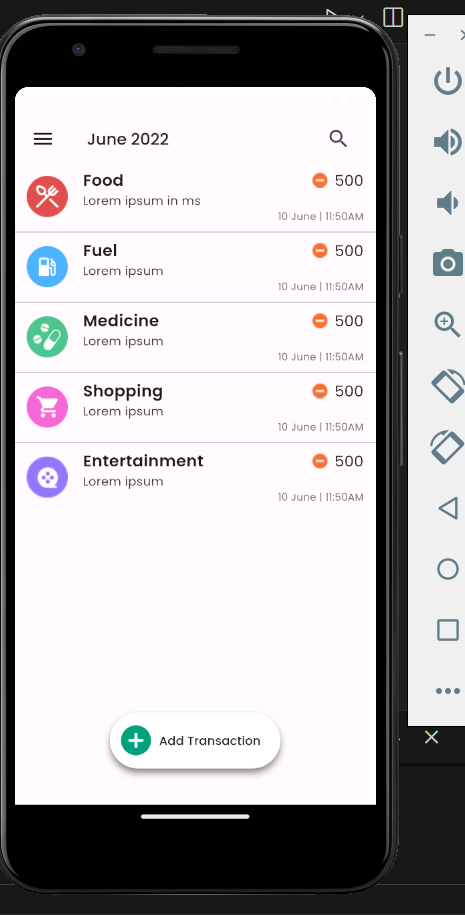 June 2022
Food
500
Lorem ipsum in ms
10 June | 11:50AM
Fuel
500
Lorem ipsum
10 June | 11:50AM
Medicine
500
Lorem ipsum
10 June | 11:50AM
Shopping
500
Lorem ipsum
10 June | 11:50AM
Entertainment
500
Lorem ipsum
10 June | 11:50AM
Add Transaction